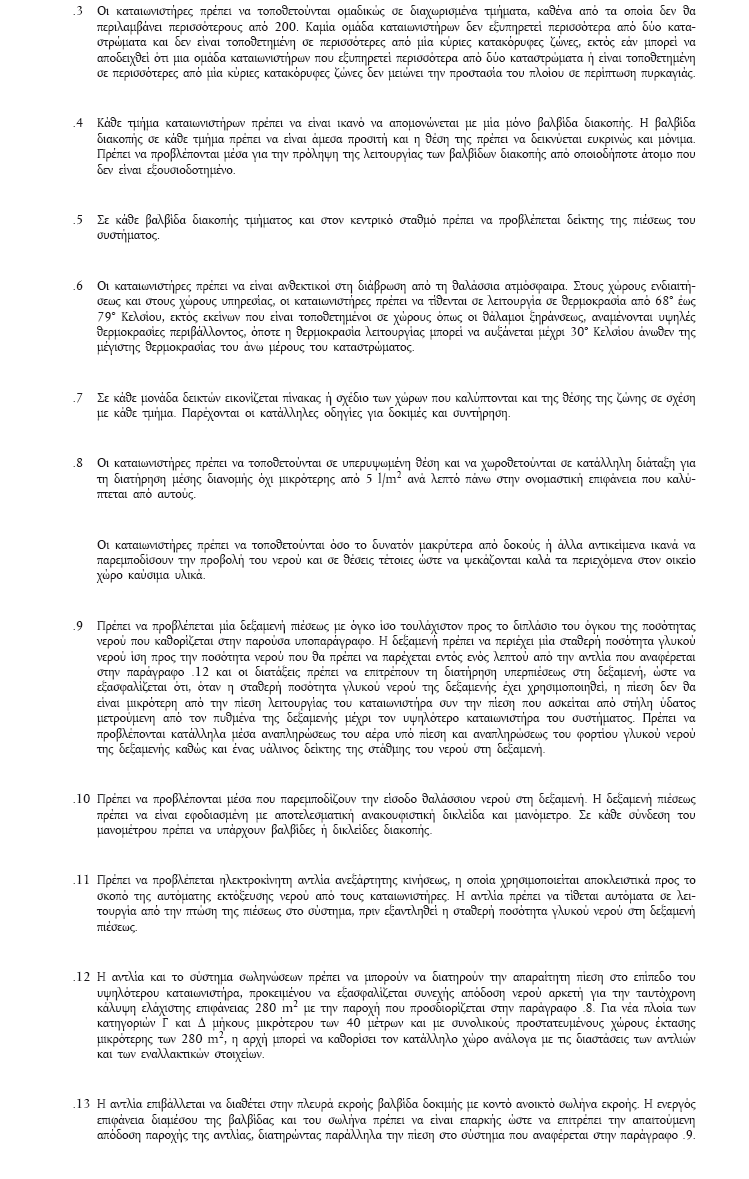 .3 Οι καταιωνιστήρες πρέπει να τοποθετούνται ομαδικώς σε διαχωρισμένα τμήματα, καθένα από τα οποία δεν θα
περιλαμβάνει περισσότερους από 200. Καμία ομάδα καταιωνιστήρων δεν εξυπηρετεί περισσότερα από δύο κατα-
στρώματα και δεν είναι τοποθετημένη σε περισσότερες από μία κύριες κατακόρυφες ζώνες, εκτός εάν μπορεί να
αποδειχθεί ότι μια ομάδα καταιωνιστήρων που εξυπηρετεί περισσότερα από δύο καταστρώματα ή είναι τοποθετημένη
σε περισσότερες από μία κύριες κατακόρυφες ζώνες δεν μειώνει την προστασία του πλοίου σε περίπτωση πυρκαγιάς.
.4 Κάθε τμήμα καταιωνιστήρων πρέπει να είναι ικανό να απομονώνεται με μία μόνο βαλβίδα διακοπής. Η βαλβίδα
διακοπής σε κάθε τμήμα πρέπει να είναι άμεσα προσιτή και η θέση της πρέπει να δεικνύεται ευκρινώς και μόνιμα.
Πρέπει να προβλέπονται μέσα για την πρόληψη της λειτουργίας των βαλβίδων διακοπής από οποιοδήποτε άτομο που
δεν είναι εξουσιοδοτημένο.
.5 Σε κάθε βαλβίδα διακοπής τμήματος και στον κεντρικό σταθμό πρέπει να προβλέπεται δείκτης της πιέσεως του
συστήματος.
.6 Οι καταιωνιστήρες πρέπει να είναι ανθεκτικοί στη διάβρωση από τη θαλάσσια ατμόσφαιρα. Στους χώρους ενδιαιτή-
σεως και στους χώρους υπηρεσίας, οι καταιωνιστήρες πρέπει να τίθενται σε λειτουργία σε θερμοκρασία από 68° έως
79° Κελσίου, εκτός εκείνων που είναι τοποθετημένοι σε χώρους όπως οι θάλαμοι ξηράνσεως, αναμένονται υψηλές
θερμοκρασίες περιβάλλοντος, όποτε η θερμοκρασία λειτουργίας μπορεί να αυξάνεται μέχρι 30° Κελσίου άνωθεν της
μέγιστης θερμοκρασίας του άνω μέρους του καταστρώματος.
.7 Σε κάθε μονάδα δεικτών εικονίζεται πίνακας ή σχέδιο των χώρων που καλύπτονται και της θέσης της ζώνης σε σχέση
με κάθε τμήμα. Παρέχονται οι κατάλληλες οδηγίες για δοκιμές και συντήρηση.
.8 Οι καταιωνιστήρες πρέπει να τοποθετούνται σε υπερυψωμένη θέση και να χωροθετούνται σε κατάλληλη διάταξη για
τη διατήρηση μέσης διανομής όχι μικρότερης από 5 l/m² ανά λεπτό πάνω στην ονομαστική επιφάνεια που καλύ-
πτεται από αυτούς.
Οι καταιωνιστήρες πρέπει να τοποθετούνται όσο το δυνατόν μακρύτερα από δοκούς ή άλλα αντικείμενα ικανά να
παρεμποδίσουν την προβολή του νερού και σε θέσεις τέτοιες ώστε να ψεκάζονται καλά τα περιεχόμενα στον οικείο
χώρο καύσιμα υλικά.
.9 Πρέπει να προβλέπεται μία δεξαμενή πιέσεως με όγκο ίσο τουλάχιστον προς το διπλάσιο του όγκου της ποσότητας
νερού που καθορίζεται στην παρούσα υποπαράγραφο. Η δεξαμενή πρέπει να περιέχει μία σταθερή ποσότητα γλυκού
νερού ίση προς την ποσότητα νερού που θα πρέπει να παρέχεται εντός ενός λεπτού από την αντλία που αναφέρεται
στην παράγραφο .12 και οι διατάξεις πρέπει να επιτρέπουν τη διατήρηση υπερπιέσεως στη δεξαμενή, ώστε να
εξασφαλίζεται ότι, όταν η σταθερή ποσότητα γλυκού νερού της δεξαμενής έχει χρησιμοποιηθεί, η πίεση δεν θα
είναι μικρότερη από την πίεση λειτουργίας του καταιωνιστήρα συν την πίεση που ασκείται από στήλη ύδατος
μετρούμενη από τον πυθμένα της δεξαμενής μέχρι τον υψηλότερο καταιωνιστήρα του συστήματος. Πρέπει να
προβλέπονται κατάλληλα μέσα αναπληρώσεως του αέρα υπό πίεση και αναπληρώσεως του φορτίου γλυκού νερού
της δεξαμενής καθώς και ένας υάλινος δείκτης της στάθμης του νερού στη δεξαμενή.
.10 Πρέπει να προβλέπονται μέσα που παρεμποδίζουν την είσοδο θαλάσσιου νερού στη δεξαμενή. Η δεξαμενή πιέσεως
πρέπει να είναι εφοδιασμένη με αποτελεσματική ανακουφιστική δικλείδα και μανόμετρο. Σε κάθε σύνδεση του
μανομέτρου πρέπει να υπάρχουν βαλβίδες ή δικλείδες διακοπής.
.11 Πρέπει να προβλέπεται ηλεκτροκίνητη αντλία ανεξάρτητης κινήσεως, η οποία χρησιμοποιείται αποκλειστικά προς το
σκοπό της αυτόματης εκτόξευσης νερού από τους καταιωνιστήρες. Η αντλία πρέπει να τίθεται αυτόματα σε λει-
τουργία από την πτώση της πιέσεως στο σύστημα, πριν εξαντληθεί η σταθερή ποσότητα γλυκού νερού στη δεξαμενή
πιέσεως.
.12 Η αντλία και το σύστημα σωληνώσεων πρέπει να μπορούν να διατηρούν την απαραίτητη πίεση στο επίπεδο του
υψηλότερου καταιωνιστήρα, προκειμένου να εξασφαλίζεται συνεχής απόδοση νερού αρκετή για την ταυτόχρονη
κάλυψη ελάχιστης επιφάνειας 280 m² με την παροχή που προσδιορίζεται στην παράγραφο .8. Για νέα πλοία των
κατηγοριών Γ και Δ μήκους μικρότερου των 40 μέτρων και με συνολικούς προστατευμένους χώρους έκτασης
μικρότερης των 280 m², η αρχή μπορεί να καθορίσει τον κατάλληλο χώρο ανάλογα με τις διαστάσεις των αντλιών
και των εναλλακτικών στοιχείων.
.13 Η αντλία επιβάλλεται να διαθέτει στην πλευρά εκροής βαλβίδα δοκιμής με κοντό ανοικτό σωλήνα εκροής. Η ενεργός
επιφάνεια διαμέσου της βαλβίδας και του σωλήνα πρέπει να είναι επαρκής ώστε να επιτρέπει την απαιτούμενη
απόδοση παροχής της αντλίας, διατηρώντας παράλληλα την πίεση στο σύστημα που αναφέρεται στην παράγραφο .9.